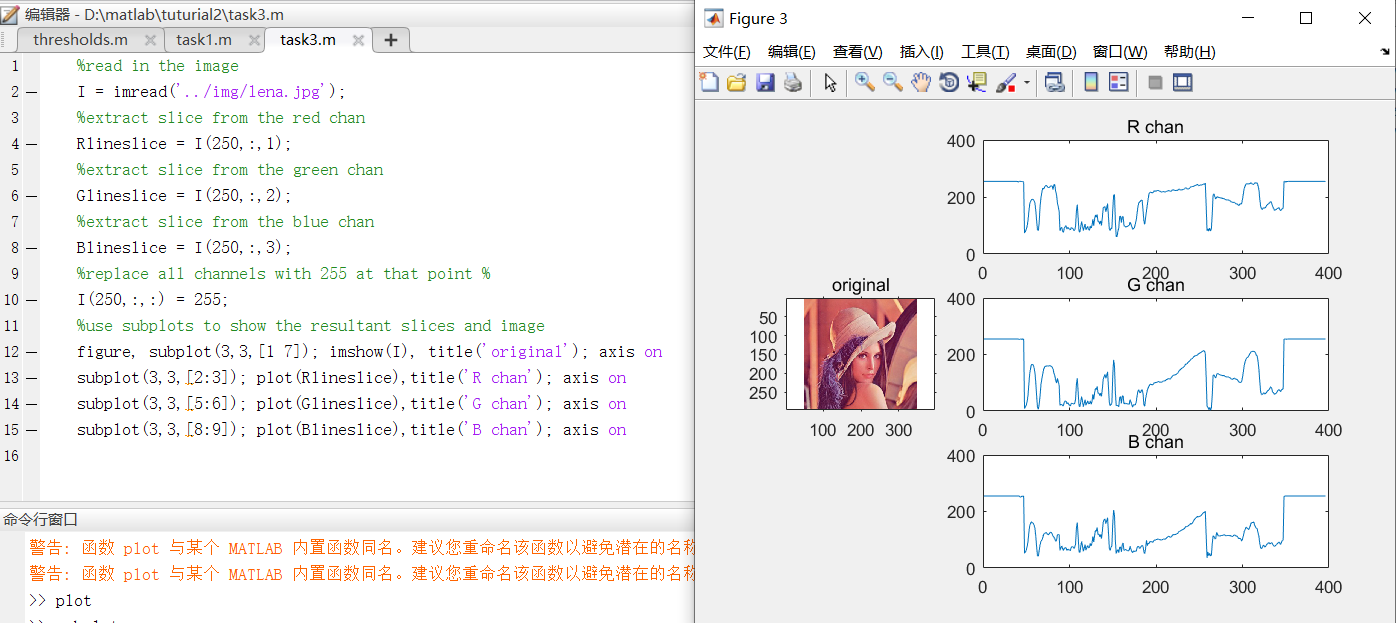 编辑器 - D:\matlab\tuturial2\task3.m
thresholds.m task1.m task3.m
1 %read in the image
2 — I = imread('../img/lena.jpg');
3 %extract slice from the red chan
4 — Rlineslice = I(250,:,1);
5 %extract slice from the green chan
6 — Glineslice = I(250,:,2);
7 %extract slice from the blue chan
8 — Blineslice = I(250,:,3);
9 %replace all channels with 255 at that point %
10 — I(250,:,:) = 255;
11 %use subplots to show the resultant slices and image
12 — figure, subplot(3,3,[1 7]); imshow(I), title('original'); axis on
13 — subplot(3,3,[2:3]); plot(Rlineslice),title('R chan'); axis on
14 — subplot(3,3,[5:6]); plot(Glineslice),title('G chan'); axis on
15 — subplot(3,3,[8:9]); plot(Blineslice),title('B chan'); axis on
16
命令行窗口
警告: 函数 plot 与某个 MATLAB 内置函数同名。建议您重命名该函数以避免潜在的名称
警告: 函数 plot 与某个 MATLAB 内置函数同名。建议您重命名该函数以避免潜在的名称
>> plot
Figure 3
文件(F) 编辑(E) 查看(V) 插入(I) 工具(T) 桌面(D) 窗口(W) 帮助(H)
original
50
100
150
200
250
100 200 300
R chan
400
200
0
0 100 200 300 400
G chan
400
200
0
0 100 200 300 400
B chan
400
200
0
0 100 200 300 400